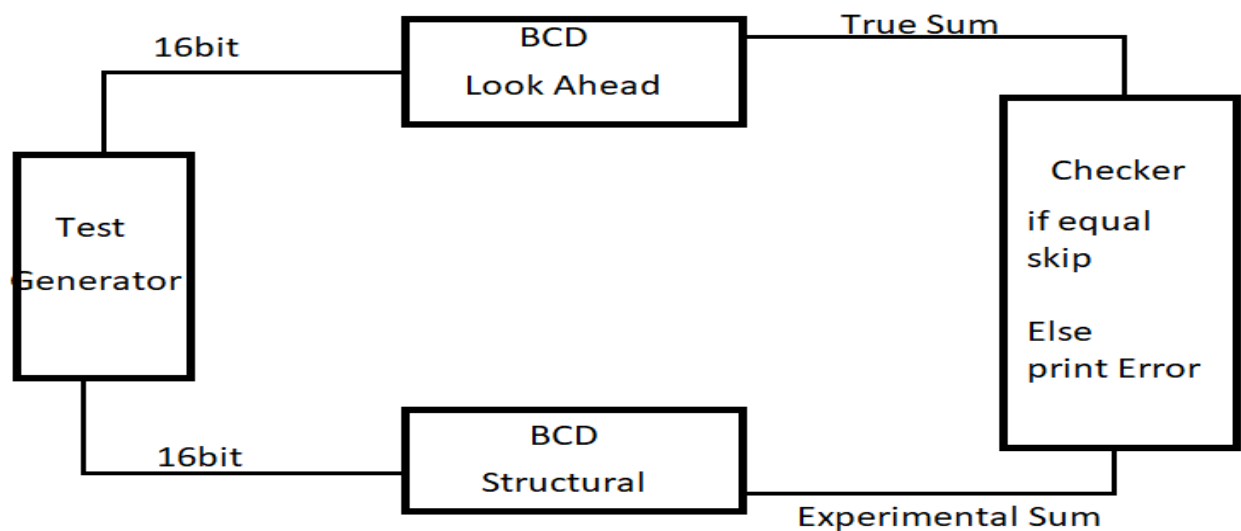 16bit
BCD
Look Ahead
True Sum
Test
Generator
Checker
if equal
skip
Else
print Error
16bit
BCD
Structural
Experimental Sum